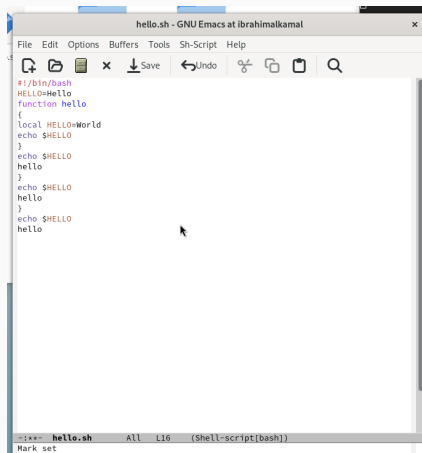 hello.sh - GNU Emacs at ibrahimalkamal
File Edit Options Buffers Tools Sh-Script Help
Save Undo
#!/bin/bash
HELLO=Hello
function hello
{
local HELLO=World
echo $HELLO
}
echo $HELLO
hello
}
echo $HELLO
hello
}
echo $HELLO
hello
-:**- hello.sh All L16 (Shell-script[bash])
Mark set